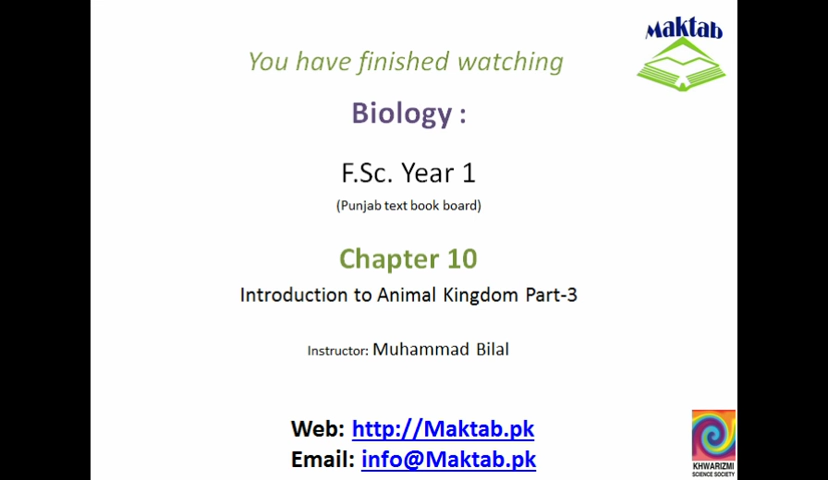 Maktab
You have finished watching
Biology :
F.Sc. Year 1
(Punjab text book board)
Chapter 10
Introduction to Animal Kingdom Part-3
Instructor: Muhammad Bilal
Web: http://Maktab.pk
Email: info@Maktab.pk
KHWARIZMI
SCIENCE SOCIETY